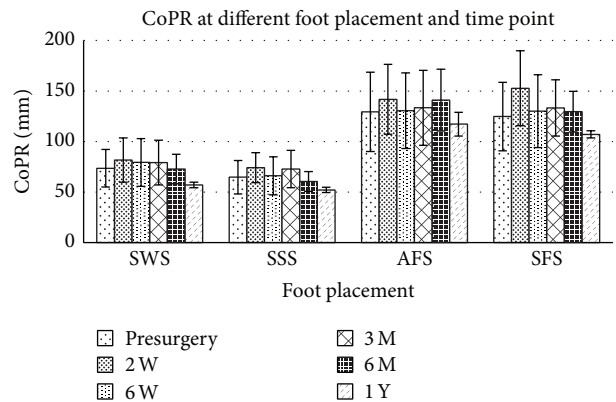 CoPR at different foot placement and time point
200
150
100
50
0
CoPR (mm)
SWS SSS AFS SFS
Foot placement
Presurgery 3 M
2 W 6 M
6 W 1 Y